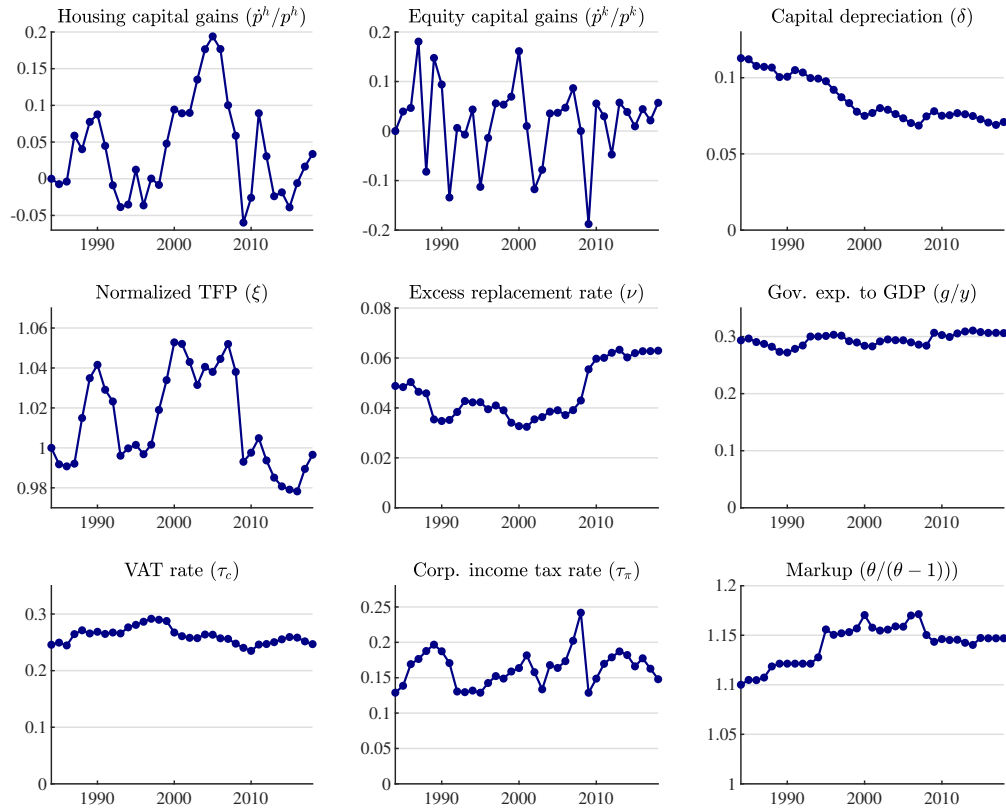 Housing capital gains (ṗʰ/pʰ)
0.2
0.15
0.1
0.05
0
-0.05
1990 2000 2010
Equity capital gains (ṗᵏ/pᵏ)
0.2
0.1
0
-0.1
-0.2
1990 2000 2010
Capital depreciation (δ)
0.1
0.05
0
1990 2000 2010
Normalized TFP (ξ)
1.06
1.04
1.02
1
0.98
1990 2000 2010
Excess replacement rate (ν)
0.08
0.06
0.04
0.02
0
1990 2000 2010
Gov. exp. to GDP (g/y)
0.3
0.2
0.1
0
1990 2000 2010
VAT rate (τ_c)
0.3
0.2
0.1
0
1990 2000 2010
Corp. income tax rate (τ_π)
0.25
0.2
0.15
0.1
0.05
0
1990 2000 2010
Markup (θ/(θ − 1)))
1.2
1.15
1.1
1.05
1
1990 2000 2010